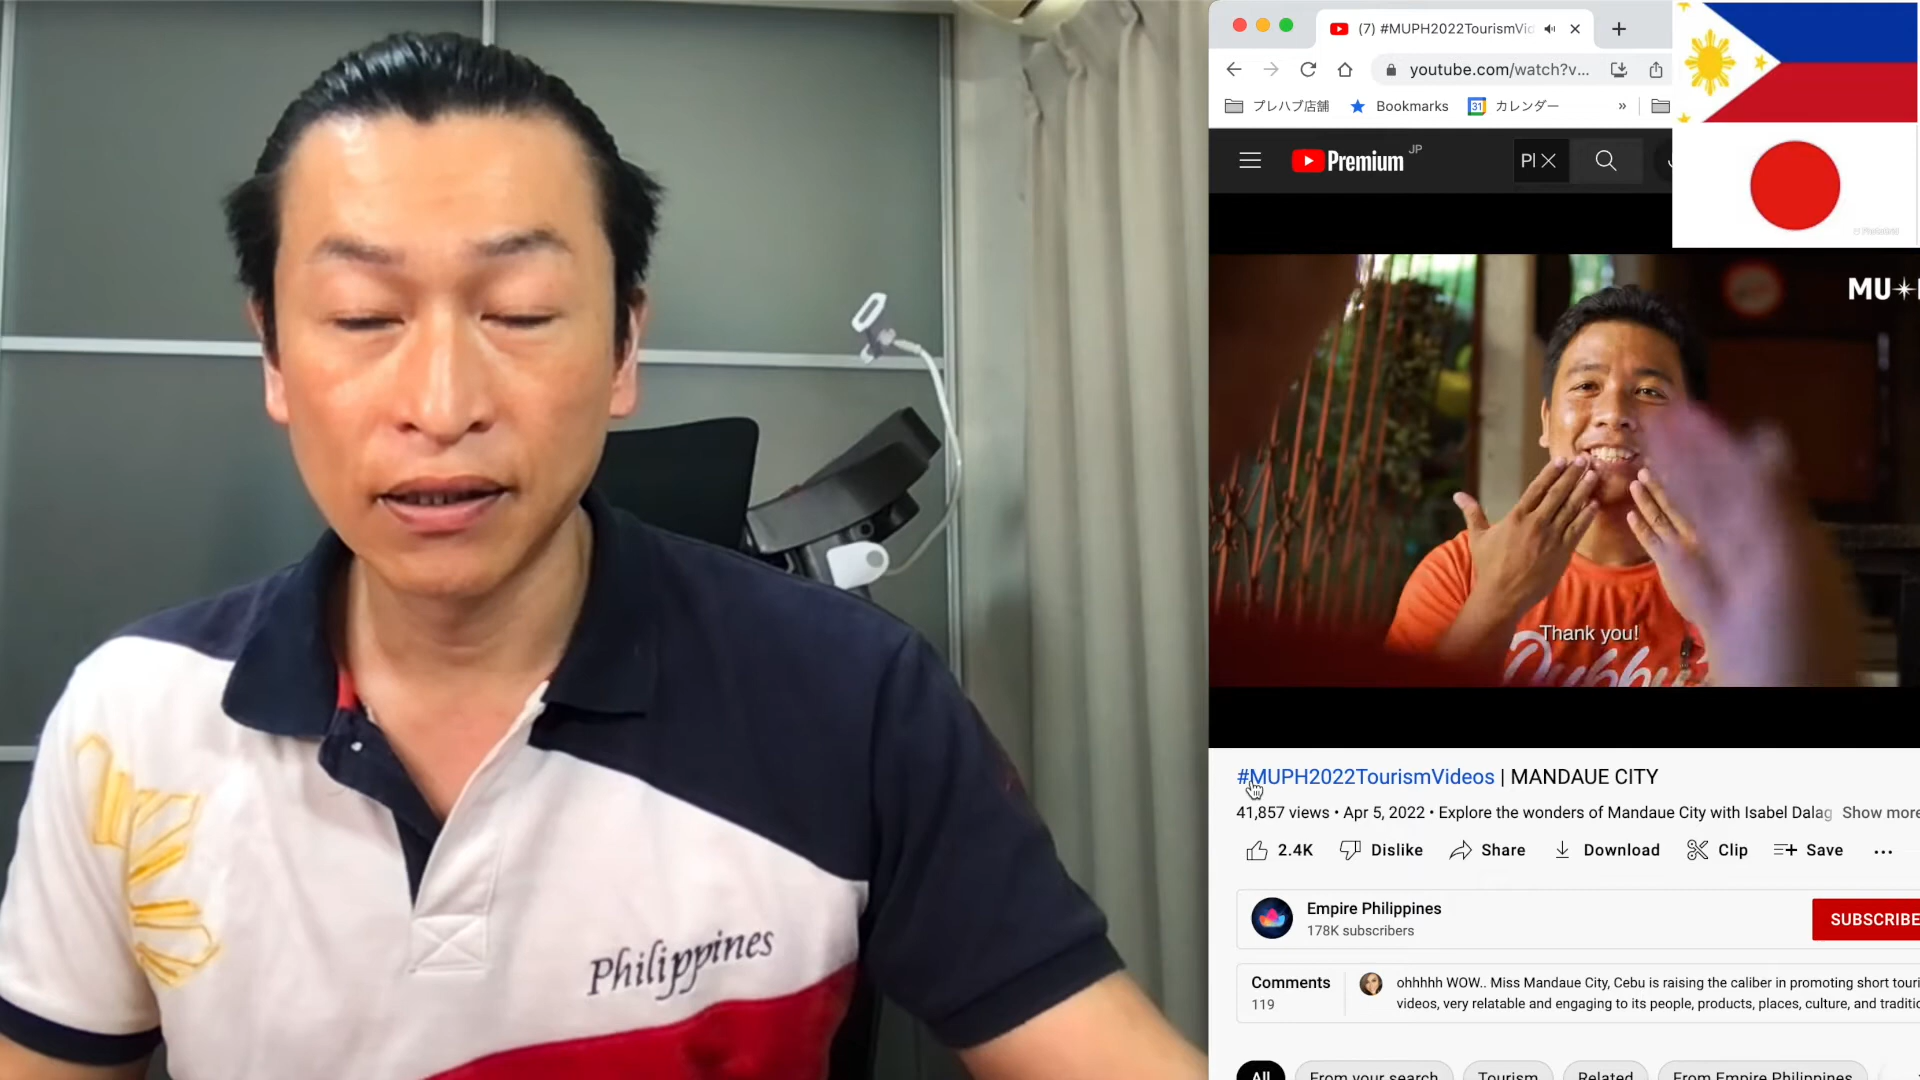 (7) #MUPH2022TourismVid
youtube.com/watch?v...
プレハブ店舗
Bookmarks
31
カレンダー
»
Premium JP
Pl
MU
Thank you!
#MUPH2022TourismVideos | MANDAUE CITY
41,857 views • Apr 5, 2022 • Explore the wonders of Mandaue City with Isabel Dalag Show more
2.4K Dislike Share Download Clip Save ...
Empire Philippines
178K subscribers
SUBSCRIBE
Comments
119
ohhhhh WOW.. Miss Mandaue City, Cebu is raising the caliber in promoting short touri
videos, very relatable and engaging to its people, products, places, culture, and traditio
All From your search Tourism Related From Empire Philippines
Philippines